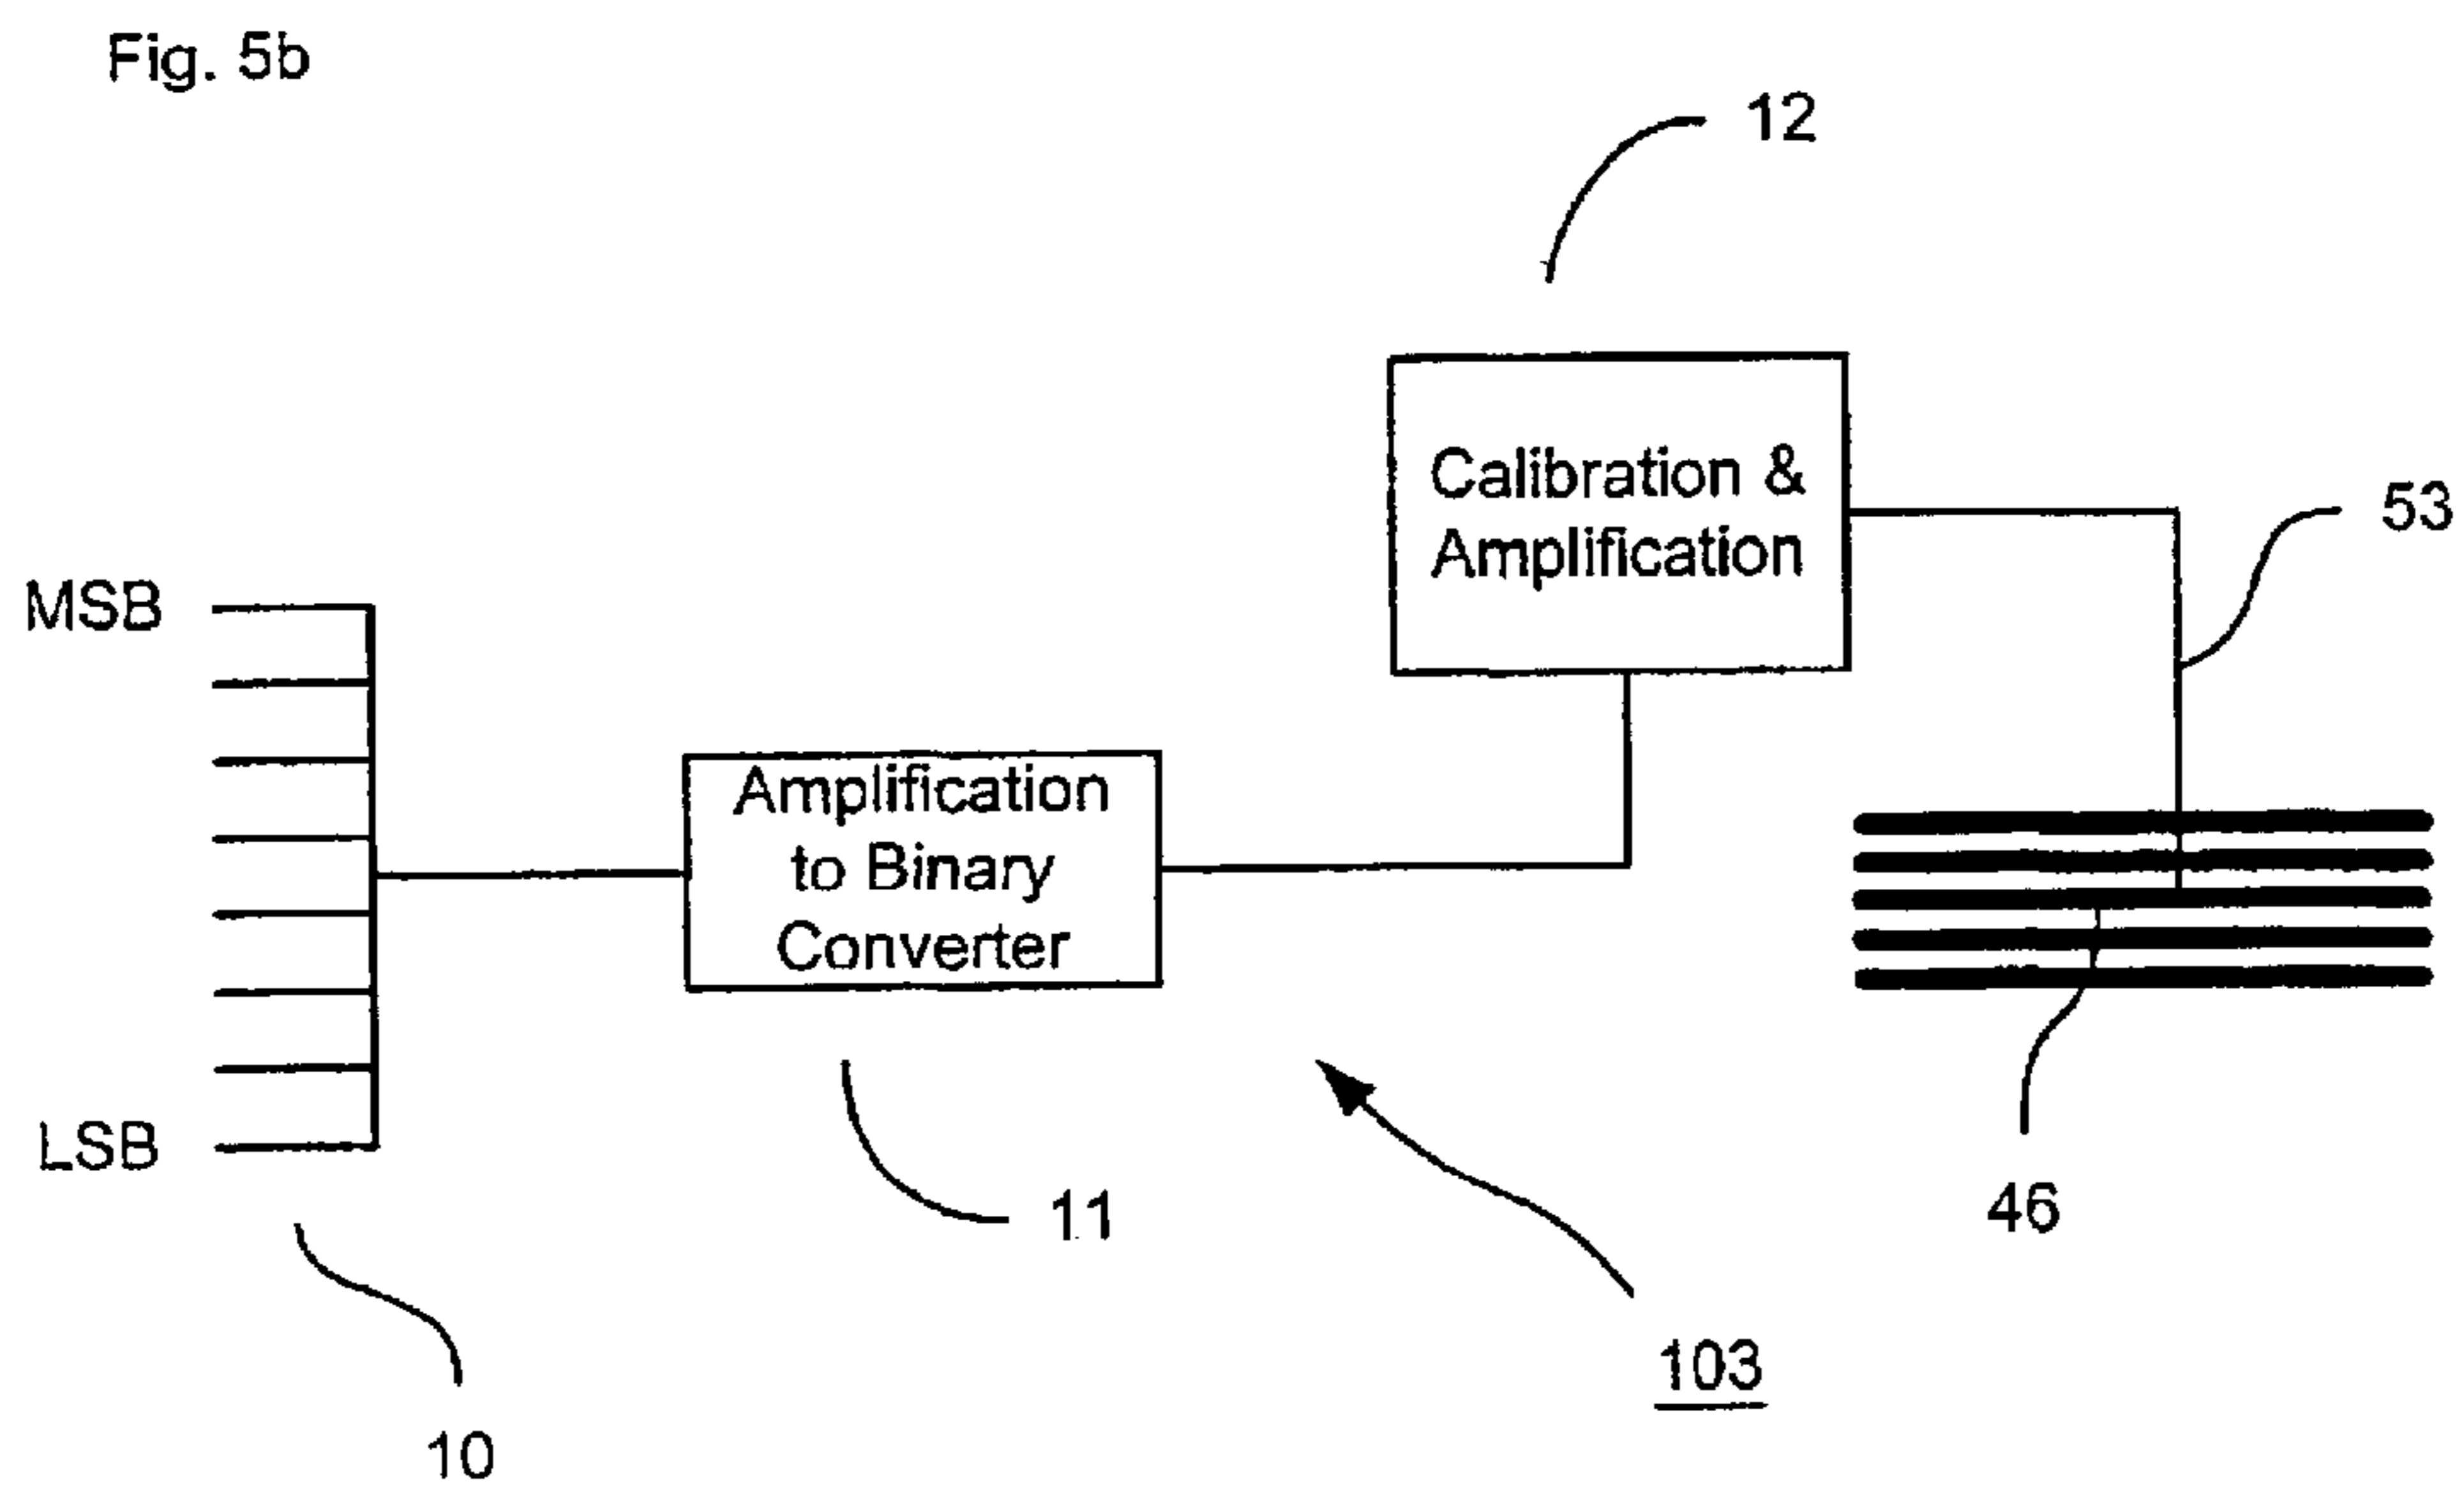 Fig. 5b
12
Calibration &
Amplification
53
MSB
Amplification
to Binary
Converter
LSB
11
46
103
10